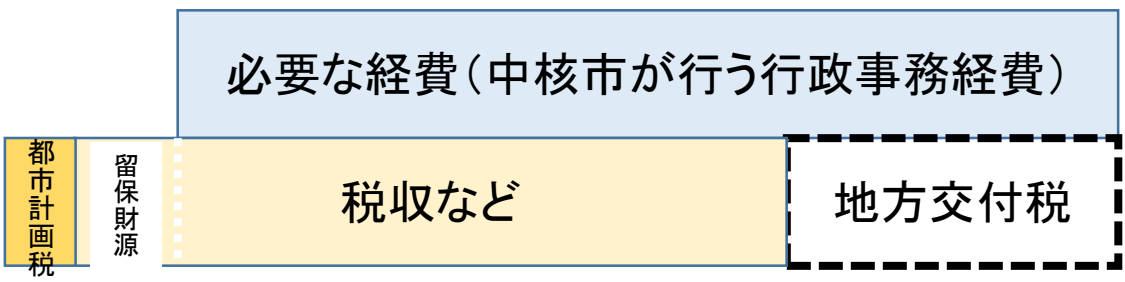 必要な経費（中核市が行う行政事務経費）
都市計画税
留保財源
税収など
地方交付税